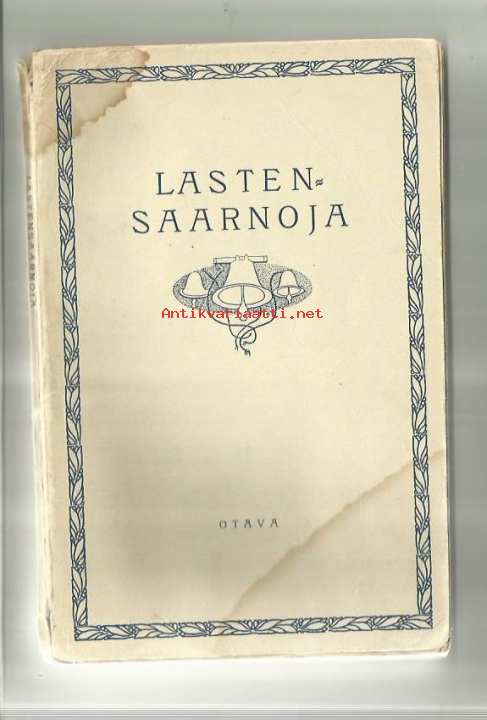 LASTEN=
SAARNOJA
Antikvariaatti.net
OTAVA
LASTENSAARNOJA